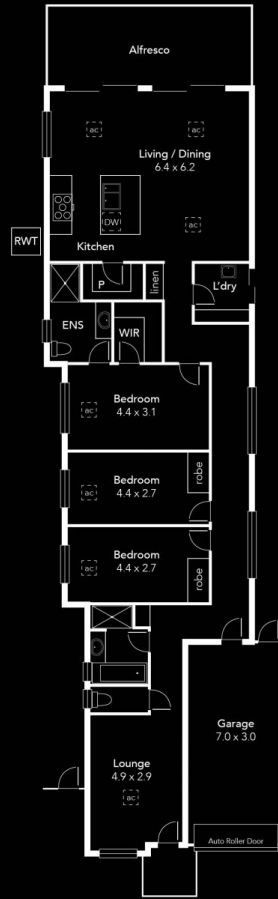 Alfresco
ac
ac
Living / Dining
6.4 x 6.2
DW
ac
RWT
Kitchen
P
linen
L'dry
ENS
WIR
Bedroom
4.4 x 3.1
ac
Bedroom
4.4 x 2.7
ac
robe
Bedroom
4.4 x 2.7
ac
robe
Garage
7.0 x 3.0
Lounge
4.9 x 2.9
ac
Auto Roller Door